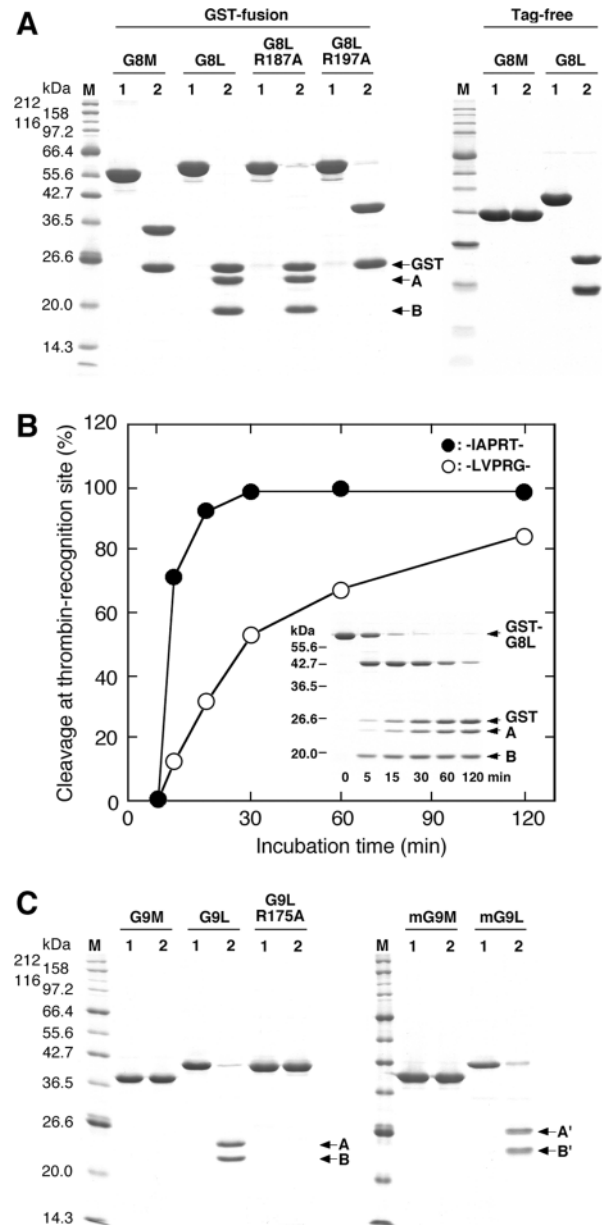 A
GST-fusion
Tag-free
G8M G8L G8L R187A G8L R197A
G8M G8L
kDa M 1 2 1 2 1 2 1 2
M 1 2 1 2
212
158
116
97.2
66.4
55.6
42.7
36.5
26.6
20.0
14.3
GST
A
B
B
Cleavage at thrombin-recognition site (%)
120
100
80
60
40
20
0
●: -IAPRT-
○: -LVPRG-
kDa
55.6
42.7
36.5
26.6
20.0
GST-
G8L
GST
A
B
0 5 15 30 60 120 min
0 30 60 90 120
Incubation time (min)
C
G9M G9L G9L R175A
mG9M mG9L
kDa M 1 2 1 2 1 2
M 1 2 1 2
212
158
116
97.2
66.4
55.6
42.7
36.5
26.6
20.0
14.3
A
B
A'
B'